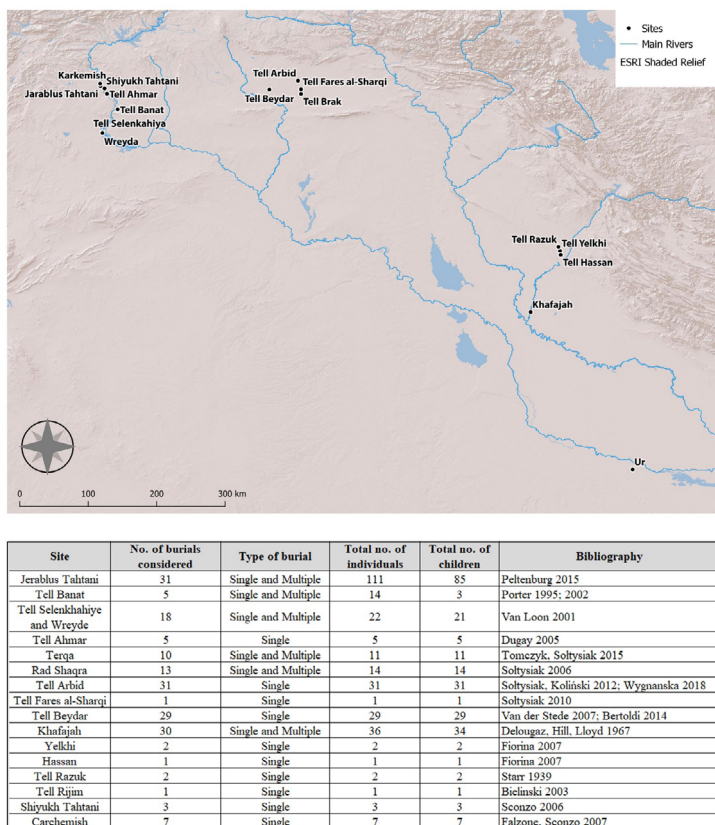 Sites
Main Rivers
ESRI Shaded Relief
Karkemish
Shiyukh Tahtani
Jarablus Tahtani
Tell Ahmar
Tell Banat
Tell Selenkahiya
Wreyda
Tell Arbid
Tell Fares al-Sharqi
Tell Beydar
Tell Brak
Tell Razuk
Tell Yelkhi
Tell Hassan
Khafajah
Ur
0 100 200 300 km
Site No. of burials considered Type of burial Total no. of individuals Total no. of children Bibliography
Jerablus Tahtani 31 Single and Multiple 111 85 Peltenburg 2015
Tell Banat 5 Single and Multiple 14 3 Porter 1995; 2002
Tell Selenkhahiye and Wreyde 18 Single and Multiple 22 21 Van Loon 2001
Tell Ahmar 5 Single 5 5 Dugay 2005
Terqa 10 Single and Multiple 11 11 Tomczyk, Sołtysiak 2015
Rad Shaqra 13 Single and Multiple 14 14 Sołtysiak 2006
Tell Arbid 31 Single 31 31 Sołtysiak, Koliński 2012; Wygnanska 2018
Tell Fares al-Sharqi 1 Single 1 1 Sołtysiak 2010
Tell Beydar 29 Single 29 29 Van der Stede 2007; Bertoldi 2014
Khafajah 30 Single and Multiple 36 34 Delougaz, Hill, Lloyd 1967
Yelkhi 2 Single 2 2 Fiorina 2007
Hassan 1 Single 1 1 Fiorina 2007
Tell Razuk 2 Single 2 2 Starr 1939
Tell Rijim 1 Single 1 1 Bielinski 2003
Shiyukh Tahtani 3 Single 3 3 Sconzo 2006
Carchemish 7 Single 7 7 Falzone, Sconzo 2007